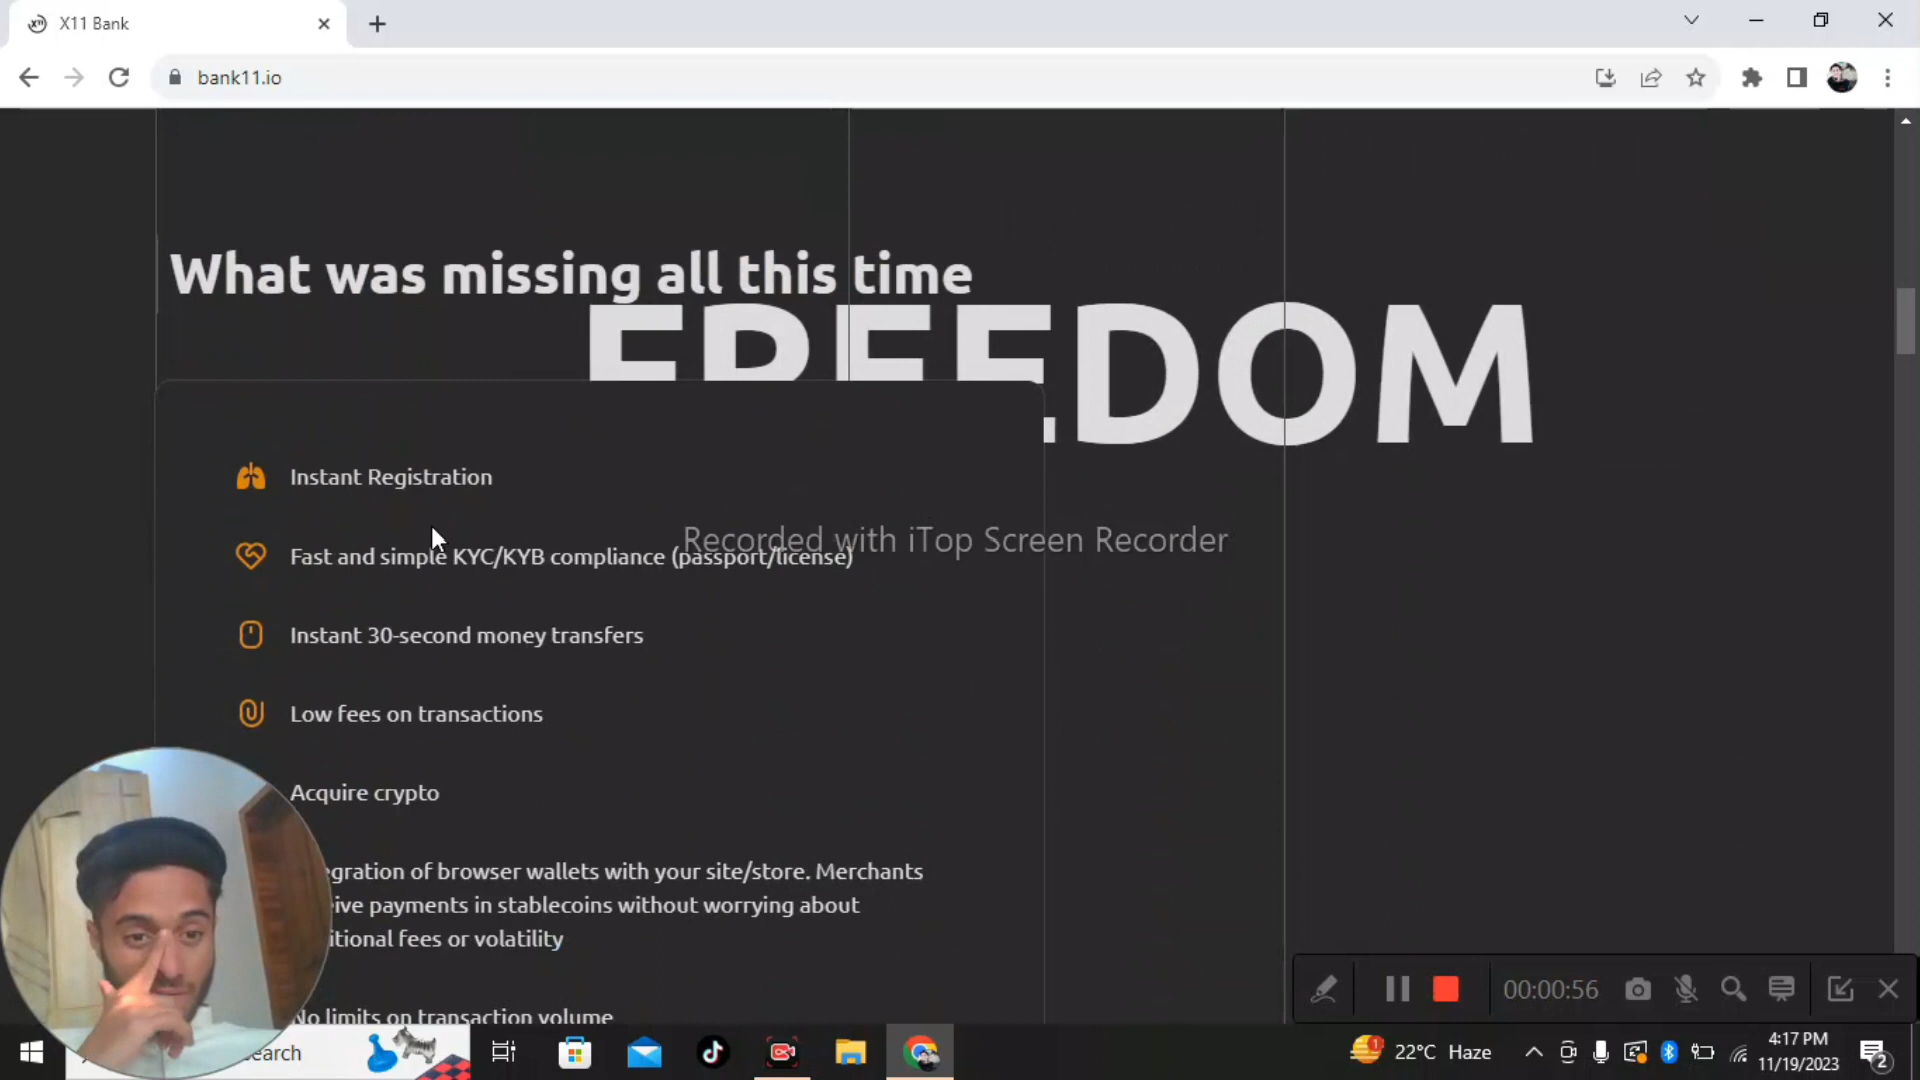 X11 Bank
bank11.io
What was missing all this time
FREEDOM
Instant Registration
Fast and simple KYC/KYB compliance (passport/license)
Recorded with iTop Screen Recorder
Instant 30-second money transfers
Low fees on transactions
Acquire crypto
gration of browser wallets with your site/store. Merchants
ive payments in stablecoins without worrying about
itional fees or volatility
No limits on transaction volume
00:00:56
earch
22°C Haze
4:17 PM
11/19/2023
2